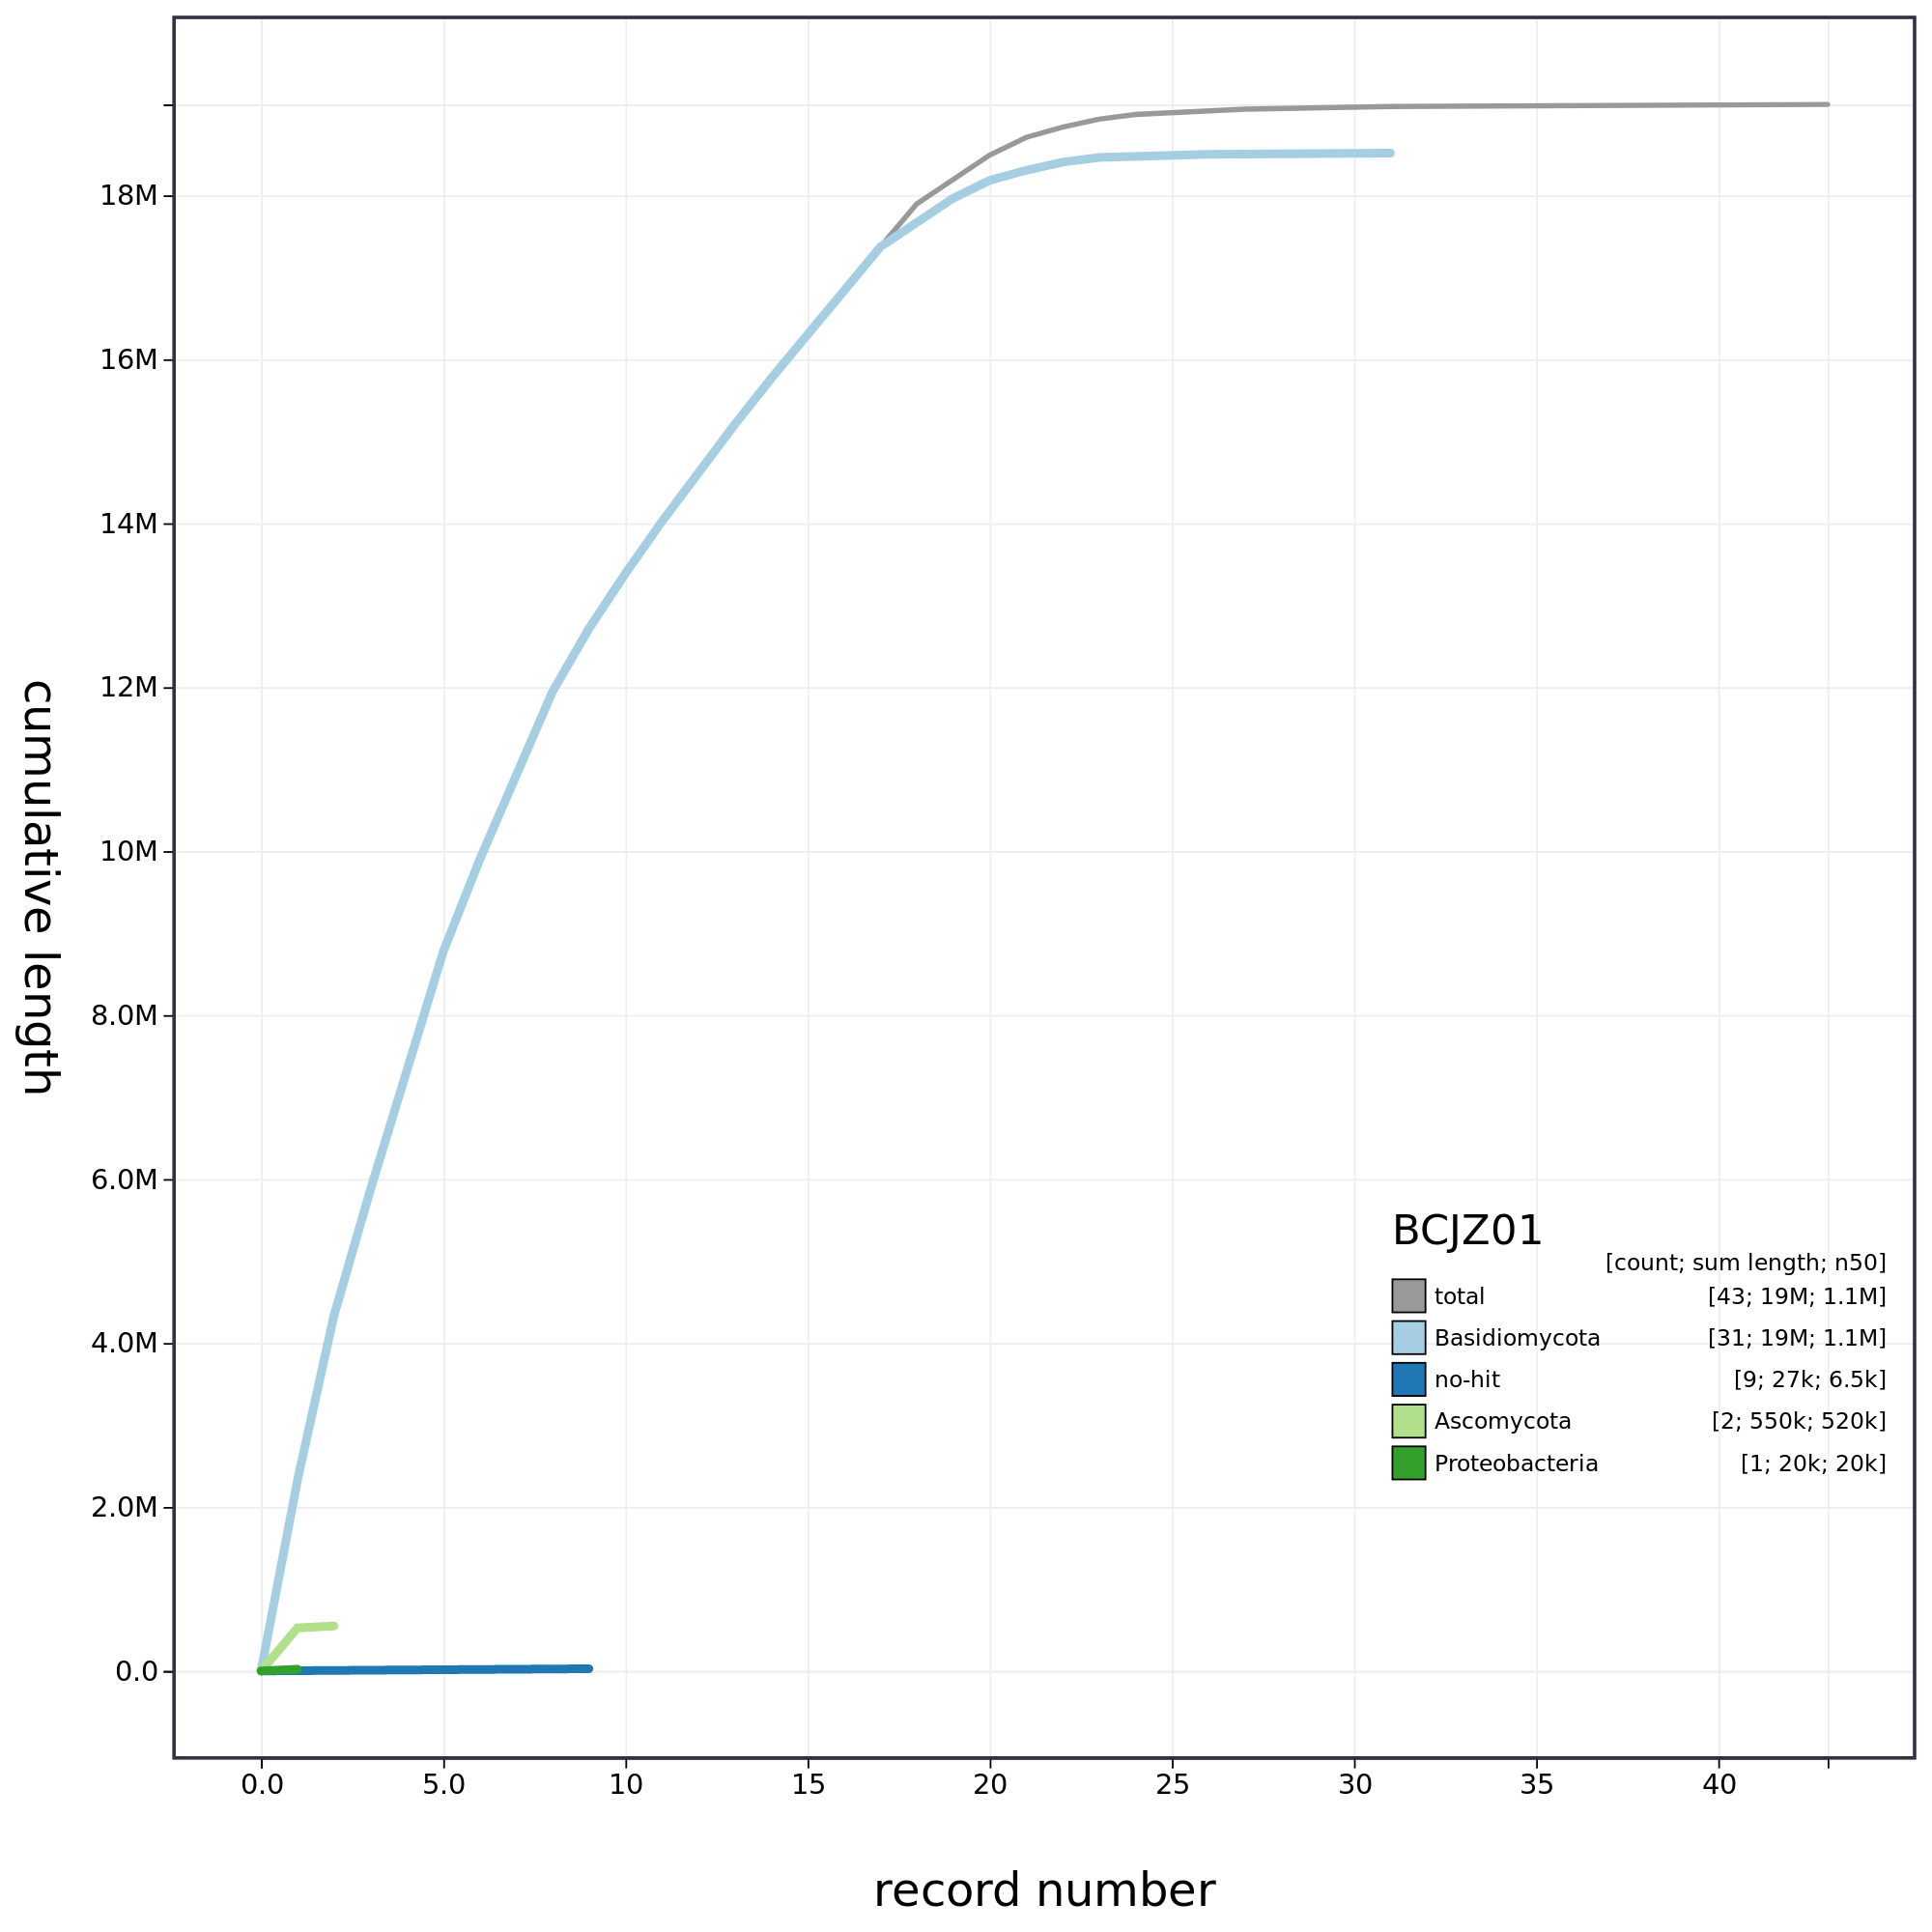 cumulative length
18M
16M
14M
12M
10M
8.0M
6.0M
4.0M
2.0M
0.0
BCJZ01
[count; sum length; n50]
total [43; 19M; 1.1M]
Basidiomycota [31; 19M; 1.1M]
no-hit [9; 27k; 6.5k]
Ascomycota [2; 550k; 520k]
Proteobacteria [1; 20k; 20k]
0.0 5.0 10 15 20 25 30 35 40
record number